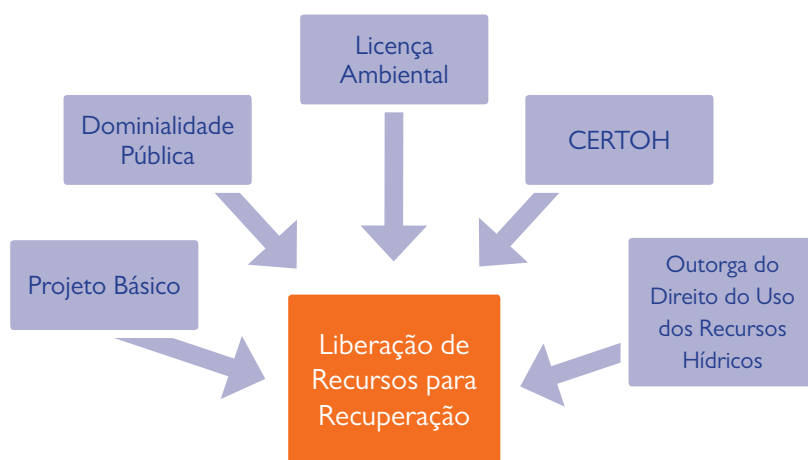 Licença
Ambiental
Dominialidade
Pública
CERTOH
Projeto Básico
Outorga do
Direito do Uso
dos Recursos
Hídricos
Liberação de
Recursos para
Recuperação